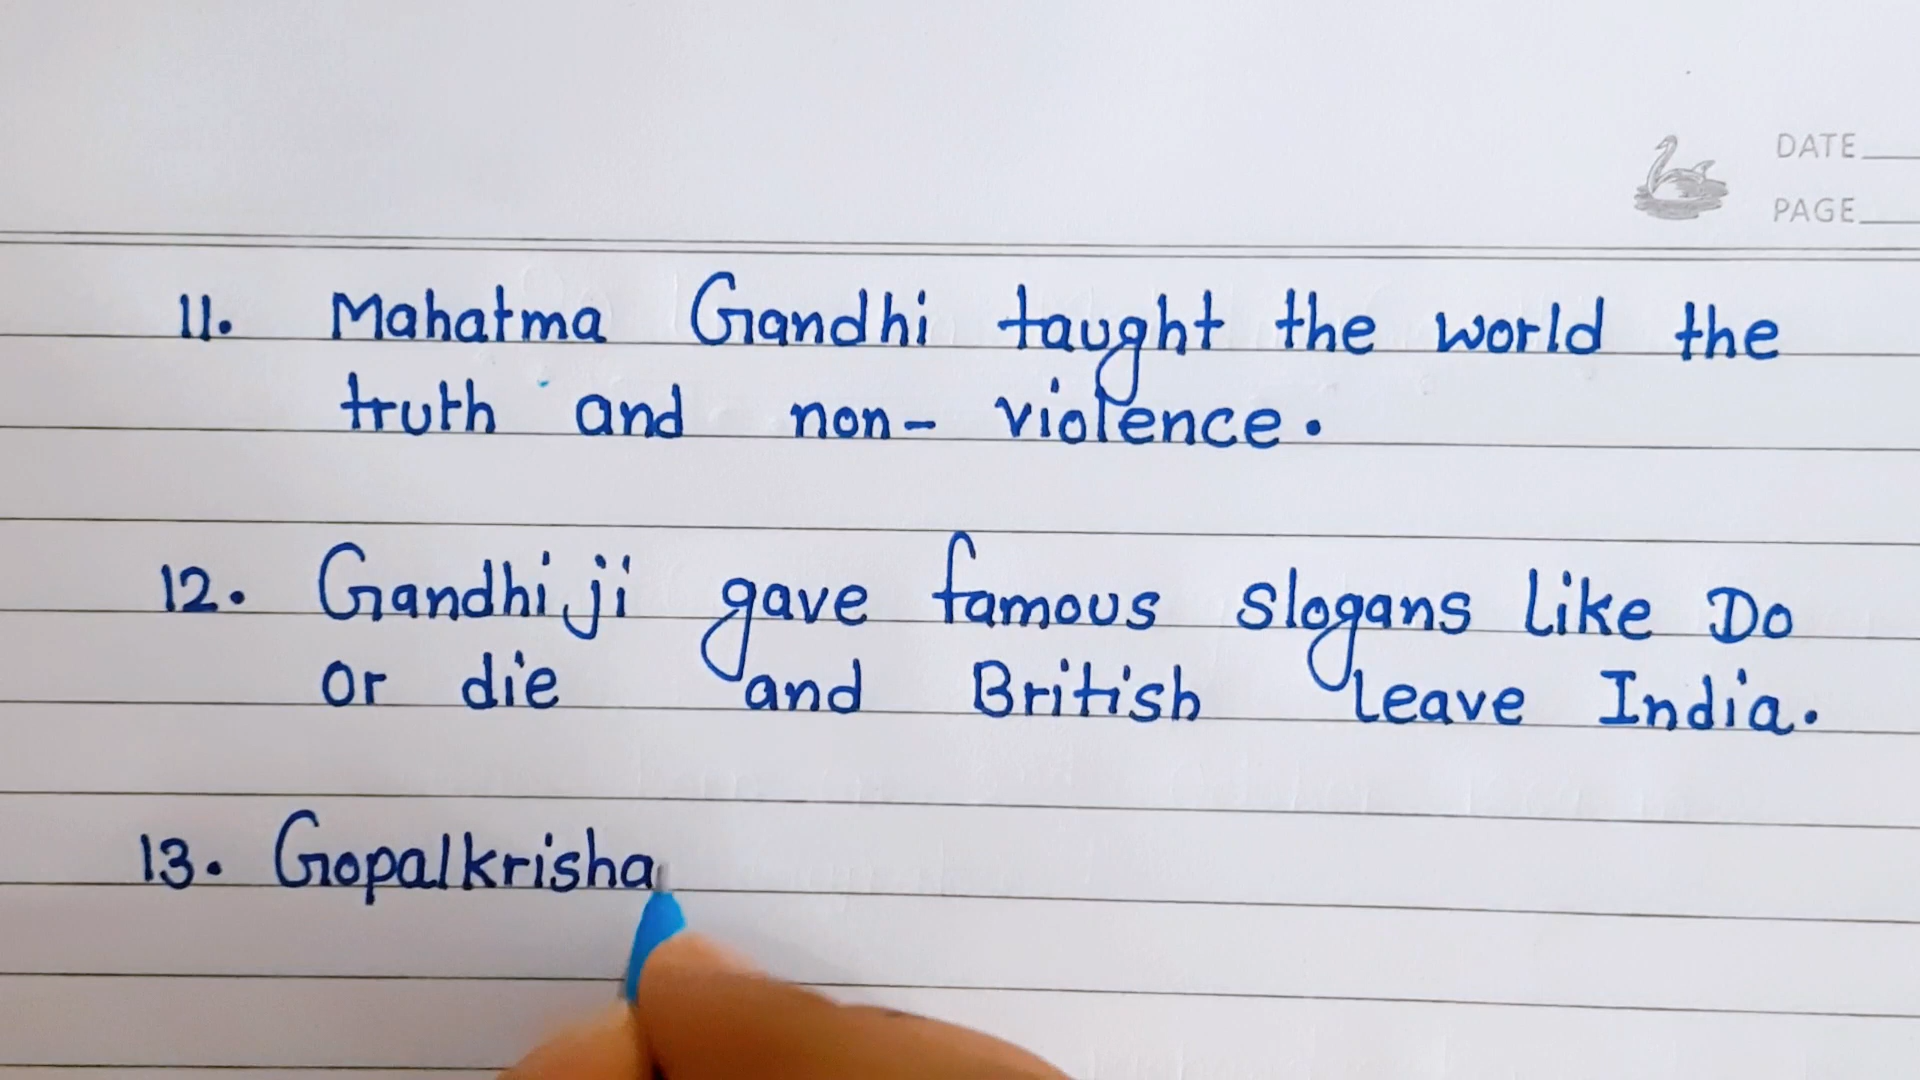 DATE
PAGE
11. Mahatma Gandhi taught the world the
truth and non- violence.
12. Gandhiji gave famous slogans like Do
or die and British leave India.
13. Gopalkrisha